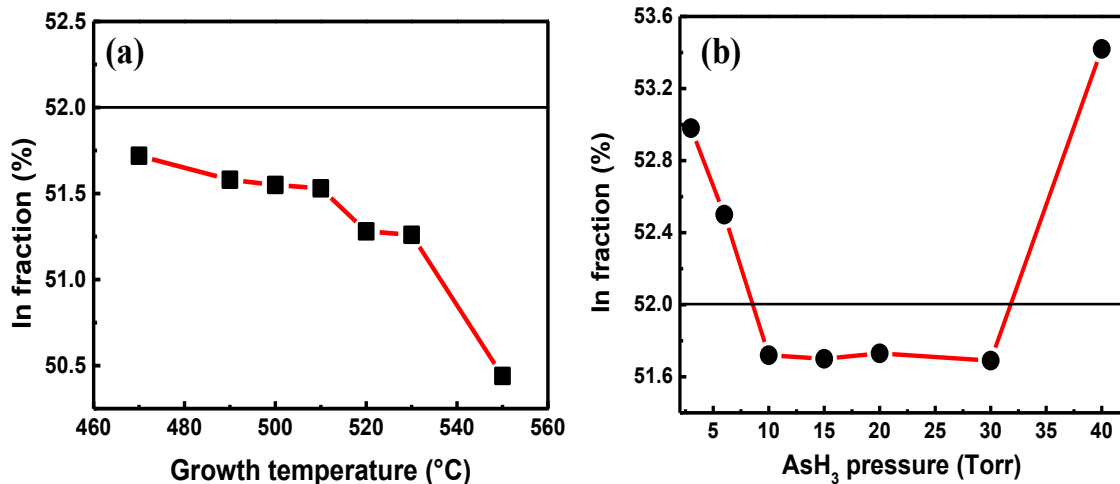 (a)
In fraction (%)
52.5
52.0
51.5
51.0
50.5
460 480 500 520 540 560
Growth temperature (°C)
(b)
In fraction (%)
53.6
53.2
52.8
52.4
52.0
51.6
5 10 15 20 25 30 35 40
AsH₃ pressure (Torr)